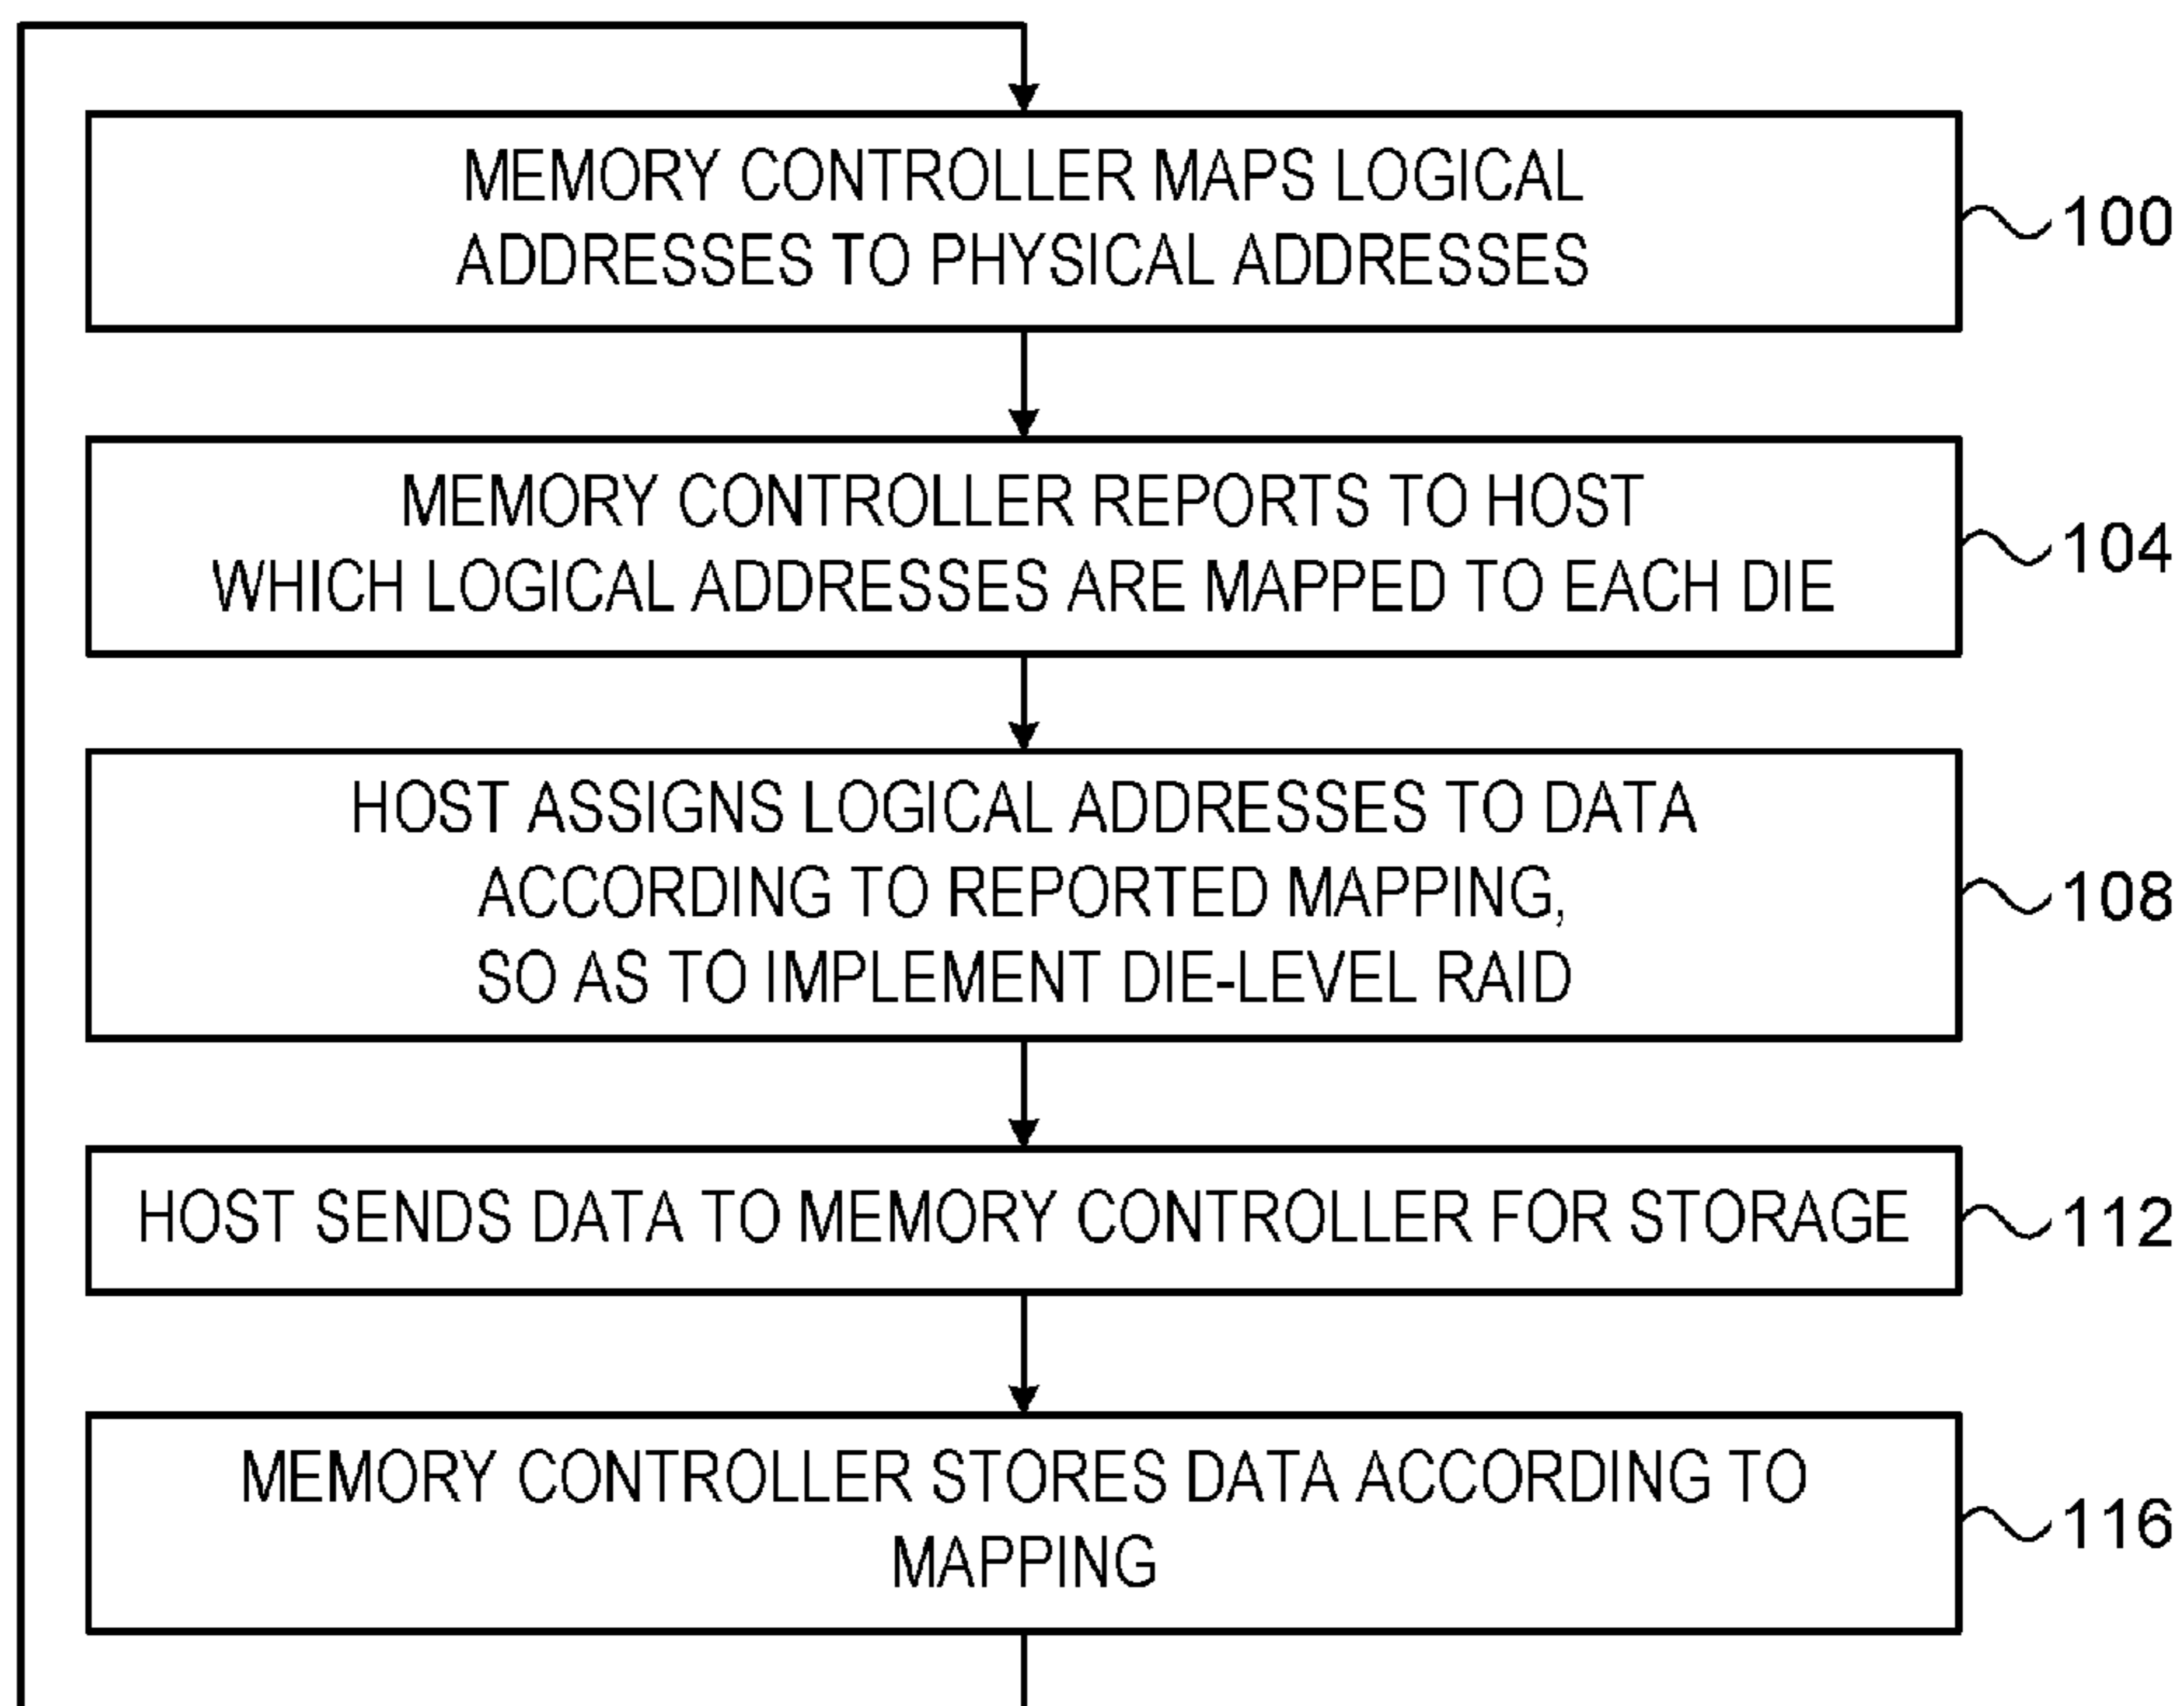 MEMORY CONTROLLER MAPS LOGICAL
ADDRESSES TO PHYSICAL ADDRESSES
100
MEMORY CONTROLLER REPORTS TO HOST
WHICH LOGICAL ADDRESSES ARE MAPPED TO EACH DIE
104
HOST ASSIGNS LOGICAL ADDRESSES TO DATA
ACCORDING TO REPORTED MAPPING,
SO AS TO IMPLEMENT DIE-LEVEL RAID
108
HOST SENDS DATA TO MEMORY CONTROLLER FOR STORAGE
112
MEMORY CONTROLLER STORES DATA ACCORDING TO
MAPPING
116